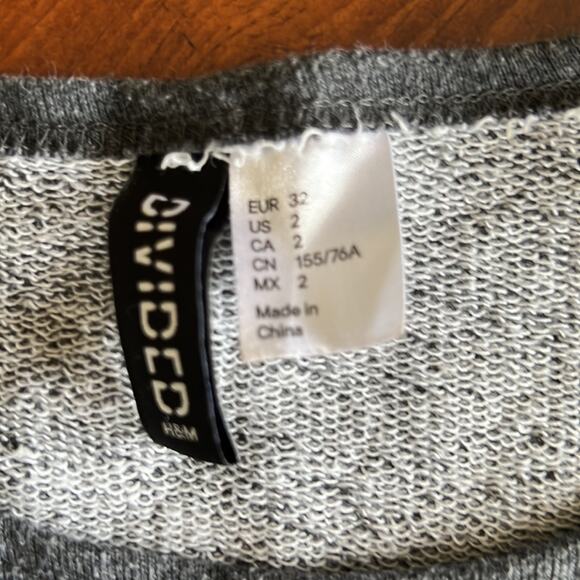 DIVIDED
H&M
EUR 32
US 2
CA 2
CN 155/76A
MX 2
Made in
China